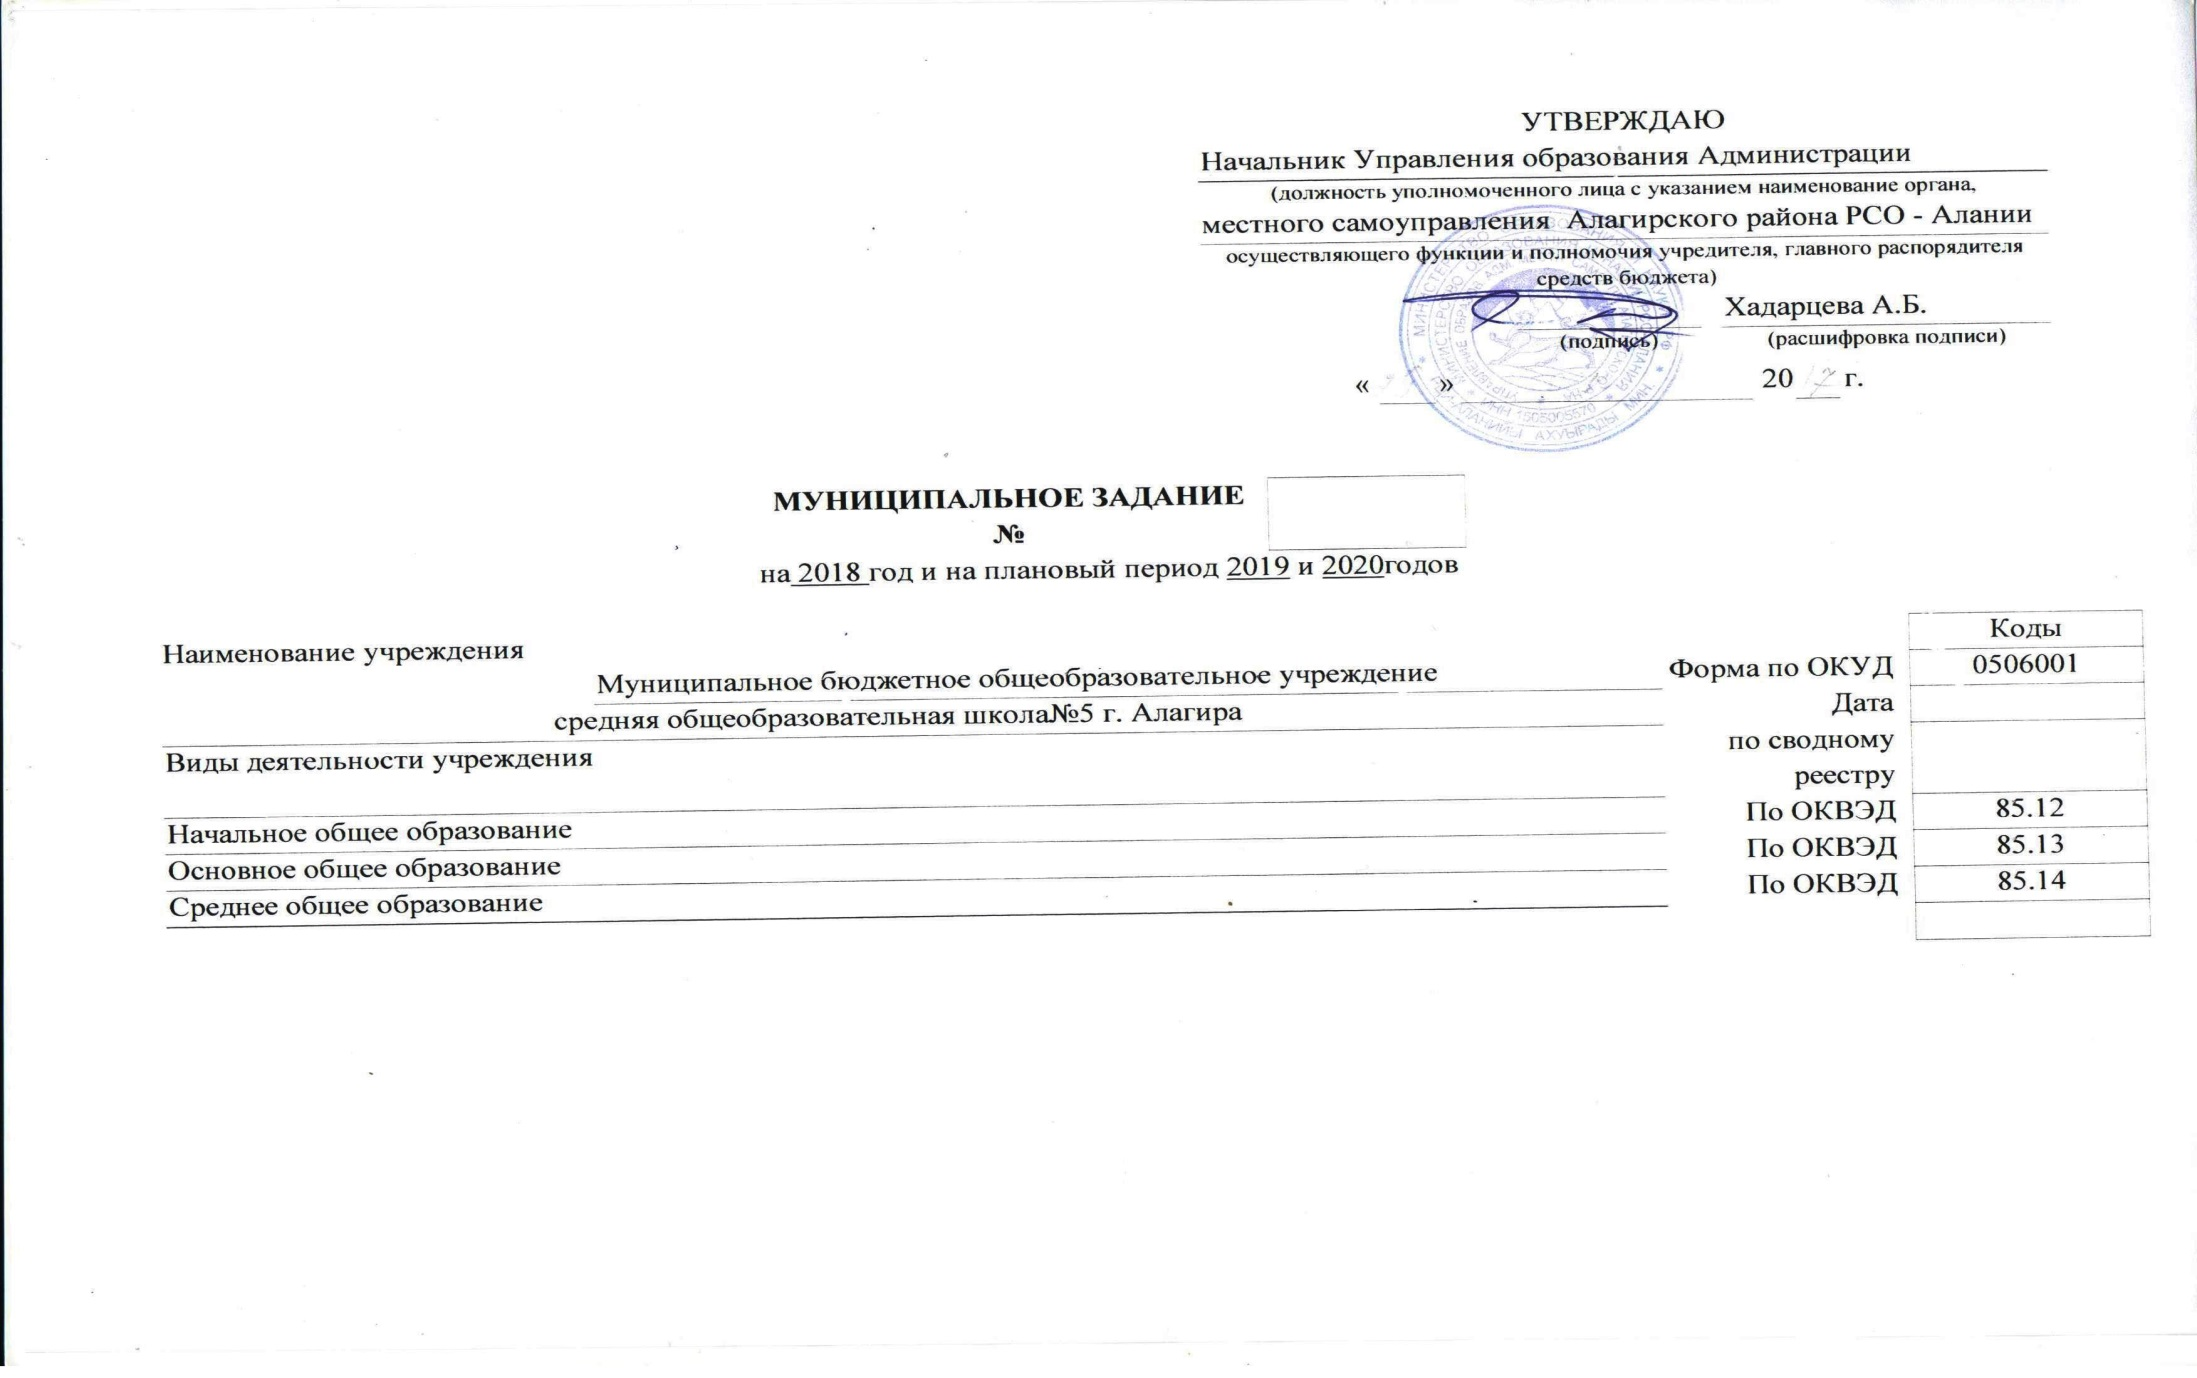 УТВЕРЖДАЮ
Начальник Управления образования Администрации
(должность уполномоченного лица с указанием наименование органа,
местного самоуправления Алагирского района РСО - Алании
осуществляющего функции и полномочия учредителя, главного распорядителя
средств бюджета)
Хадарцева А.Б.
(подпись) (расшифровка подписи)
« » 20 г.
ИНН 1505005570
МУНИЦИПАЛЬНОЕ ЗАДАНИЕ
№
на 2018 год и на плановый период 2019 и 2020годов
Коды
Наименование учреждения
Форма по ОКУД 0506001
Муниципальное бюджетное общеобразовательное учреждение
Дата
средняя общеобразовательная школа№5 г. Алагира
Виды деятельности учреждения
по сводному
реестру
По ОКВЭД 85.12
Начальное общее образование
По ОКВЭД 85.13
Основное общее образование
По ОКВЭД 85.14
Среднее общее образование